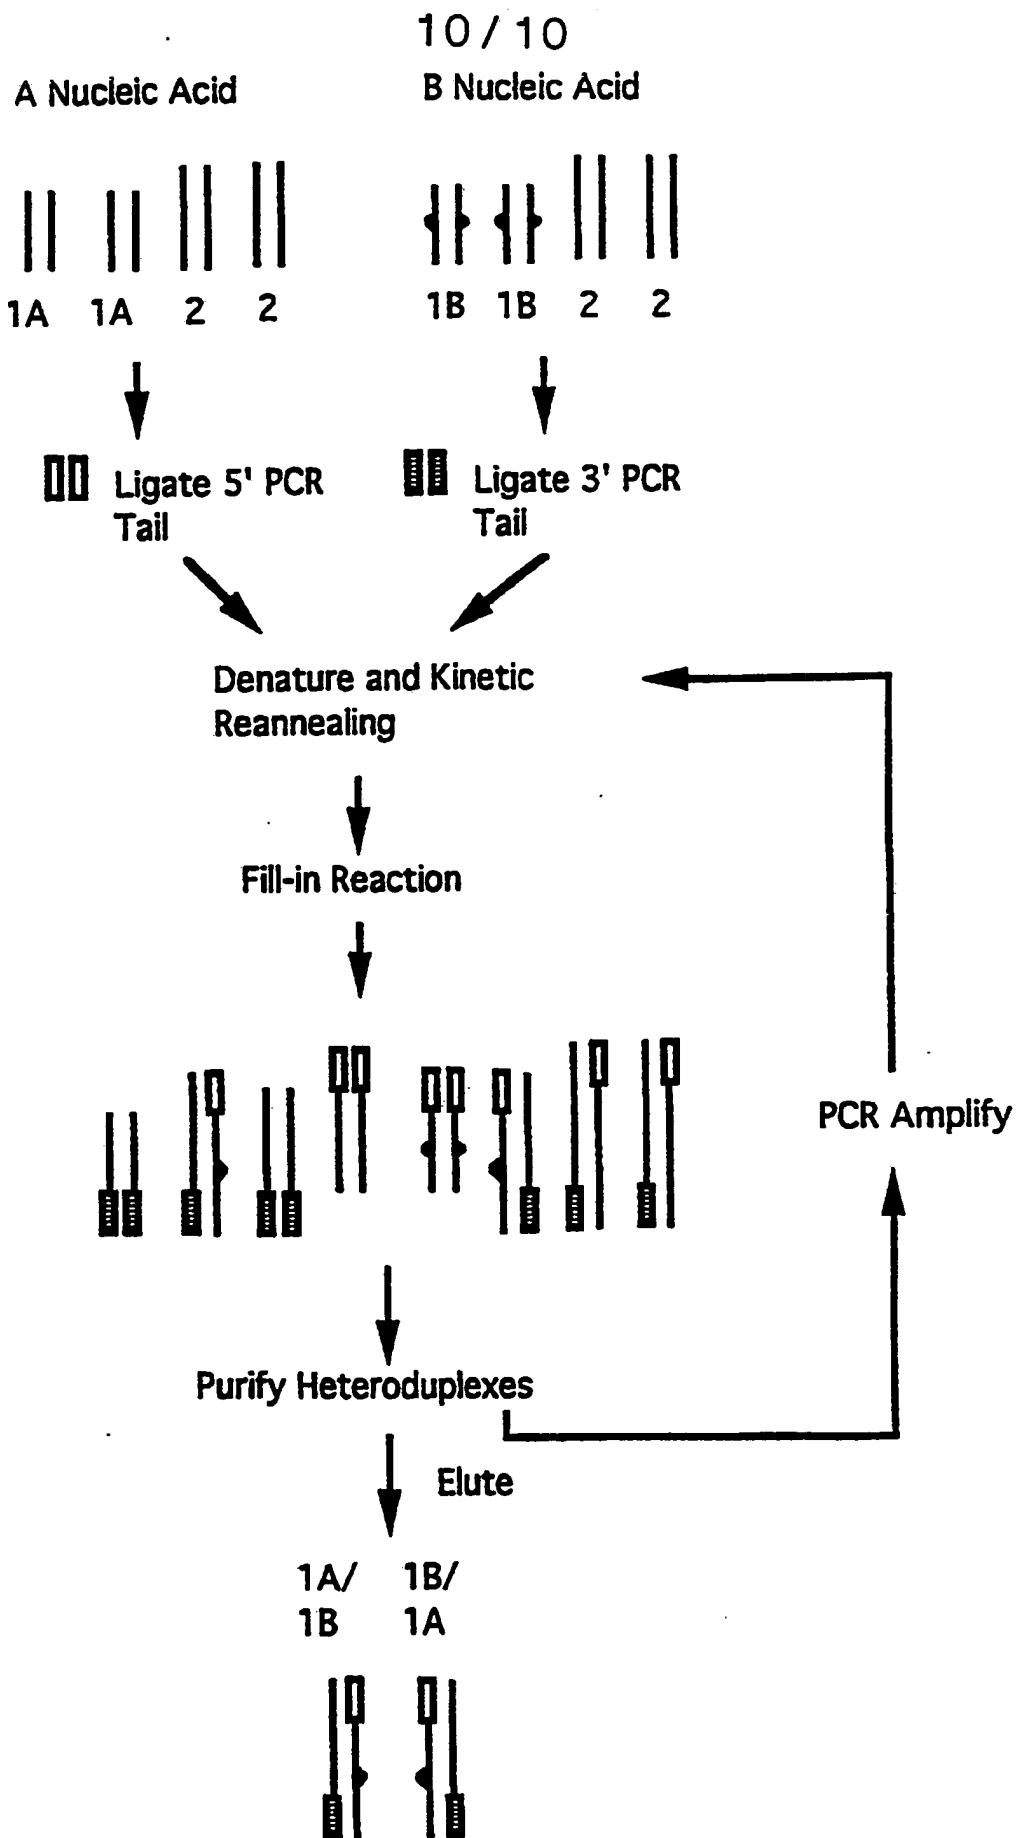 10/10
A Nucleic Acid
B Nucleic Acid
1A 1A 2 2
1B 1B 2 2
Ligate 5' PCR
Tail
Ligate 3' PCR
Tail
Denature and Kinetic
Reannealing
Fill-in Reaction
PCR Amplify
Purify Heteroduplexes
Elute
1A/ 1B/
1B 1A